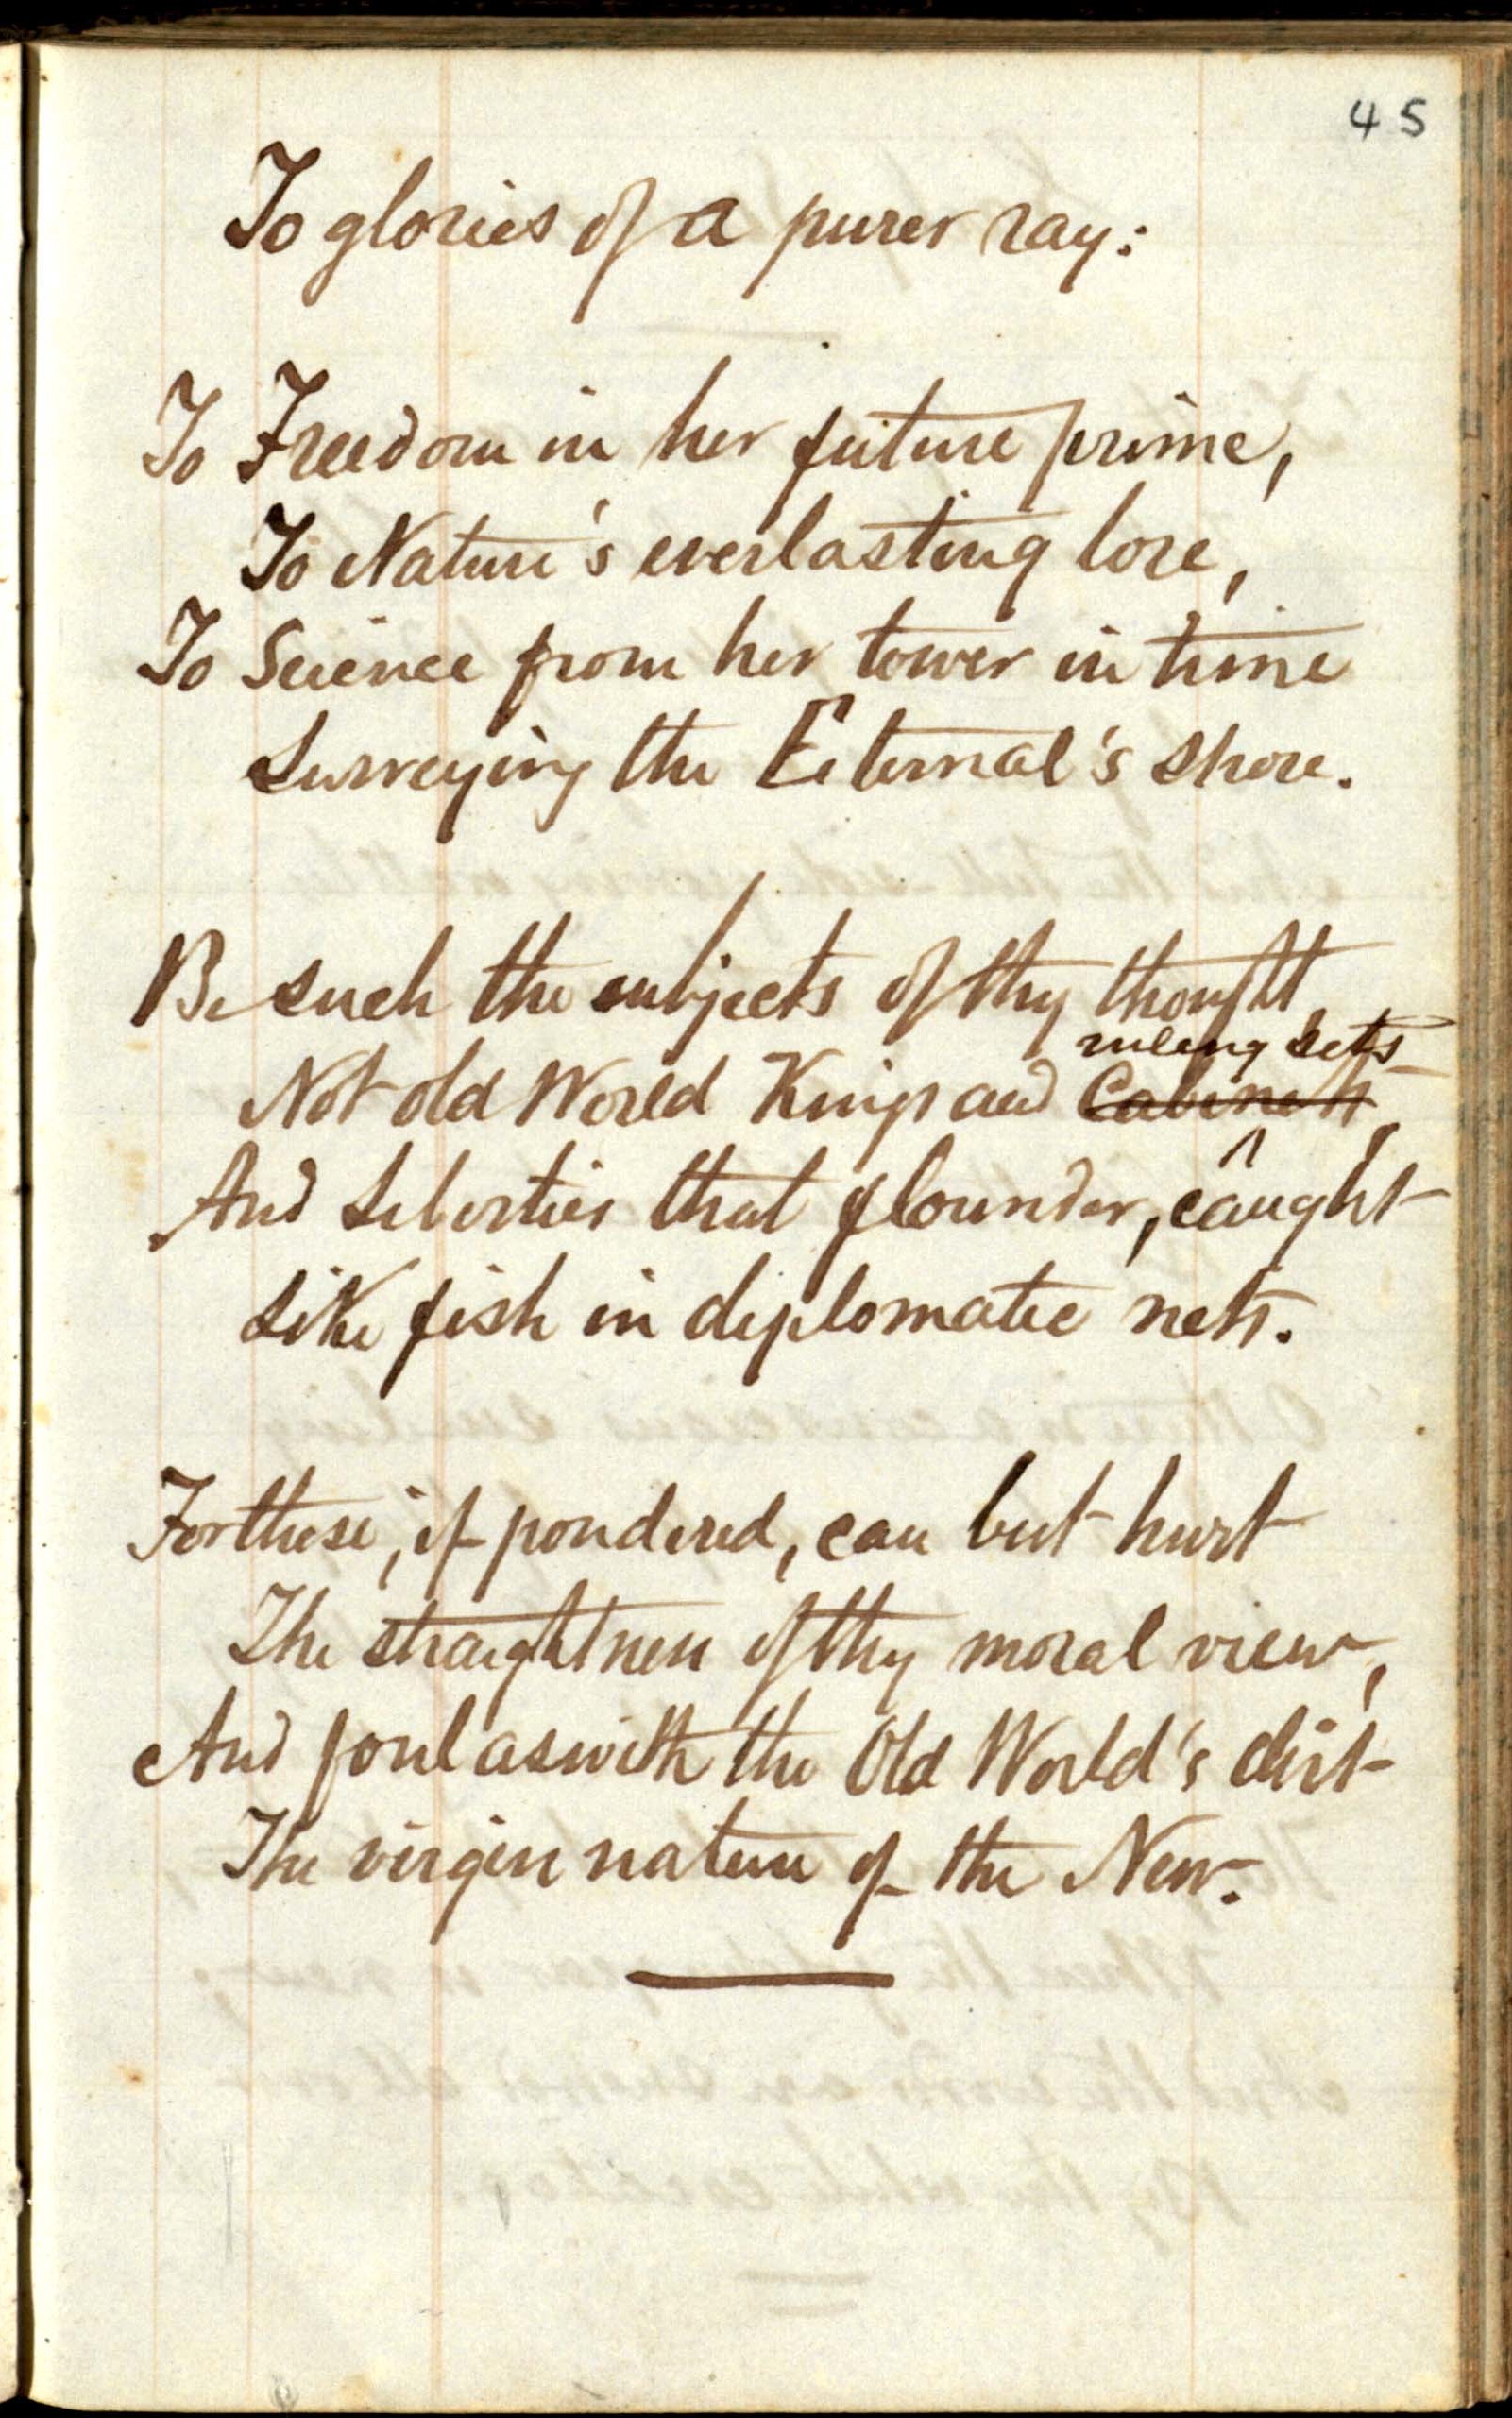 45
To glories of a purer ray:
To Freedom in her future prime,
To Nature's everlasting lore,
To Science from her tower in time
Surveying the Eternal's shore.
Be such the subjects of thy thought,
ruling sets
Not old World Kings and Cabinets,
And Liberties that flounder, caught
Like fish in diplomatic nets.
For these, if pondered, can but hurt
The straightness of thy moral view,
And foul as with the Old World's dirt
The virgin nature of the New.